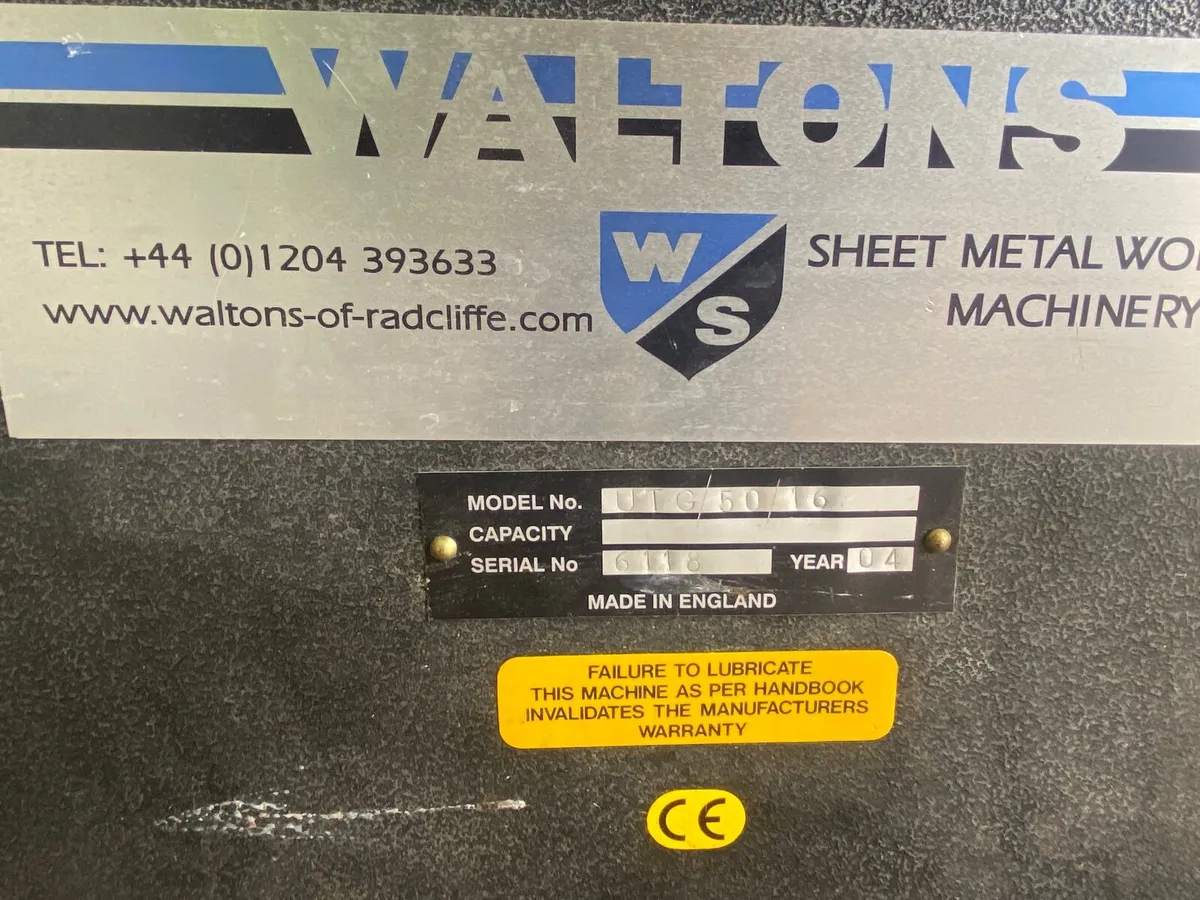 WALTONS
TEL: +44 (0)1204 393633
www.waltons-of-radcliffe.com
WS
SHEET METAL WO
MACHINERY
MODEL No. UTG/50/16
CAPACITY
SERIAL No 6118 YEAR 04
MADE IN ENGLAND
FAILURE TO LUBRICATE
THIS MACHINE AS PER HANDBOOK
INVALIDATES THE MANUFACTURERS
WARRANTY
CE